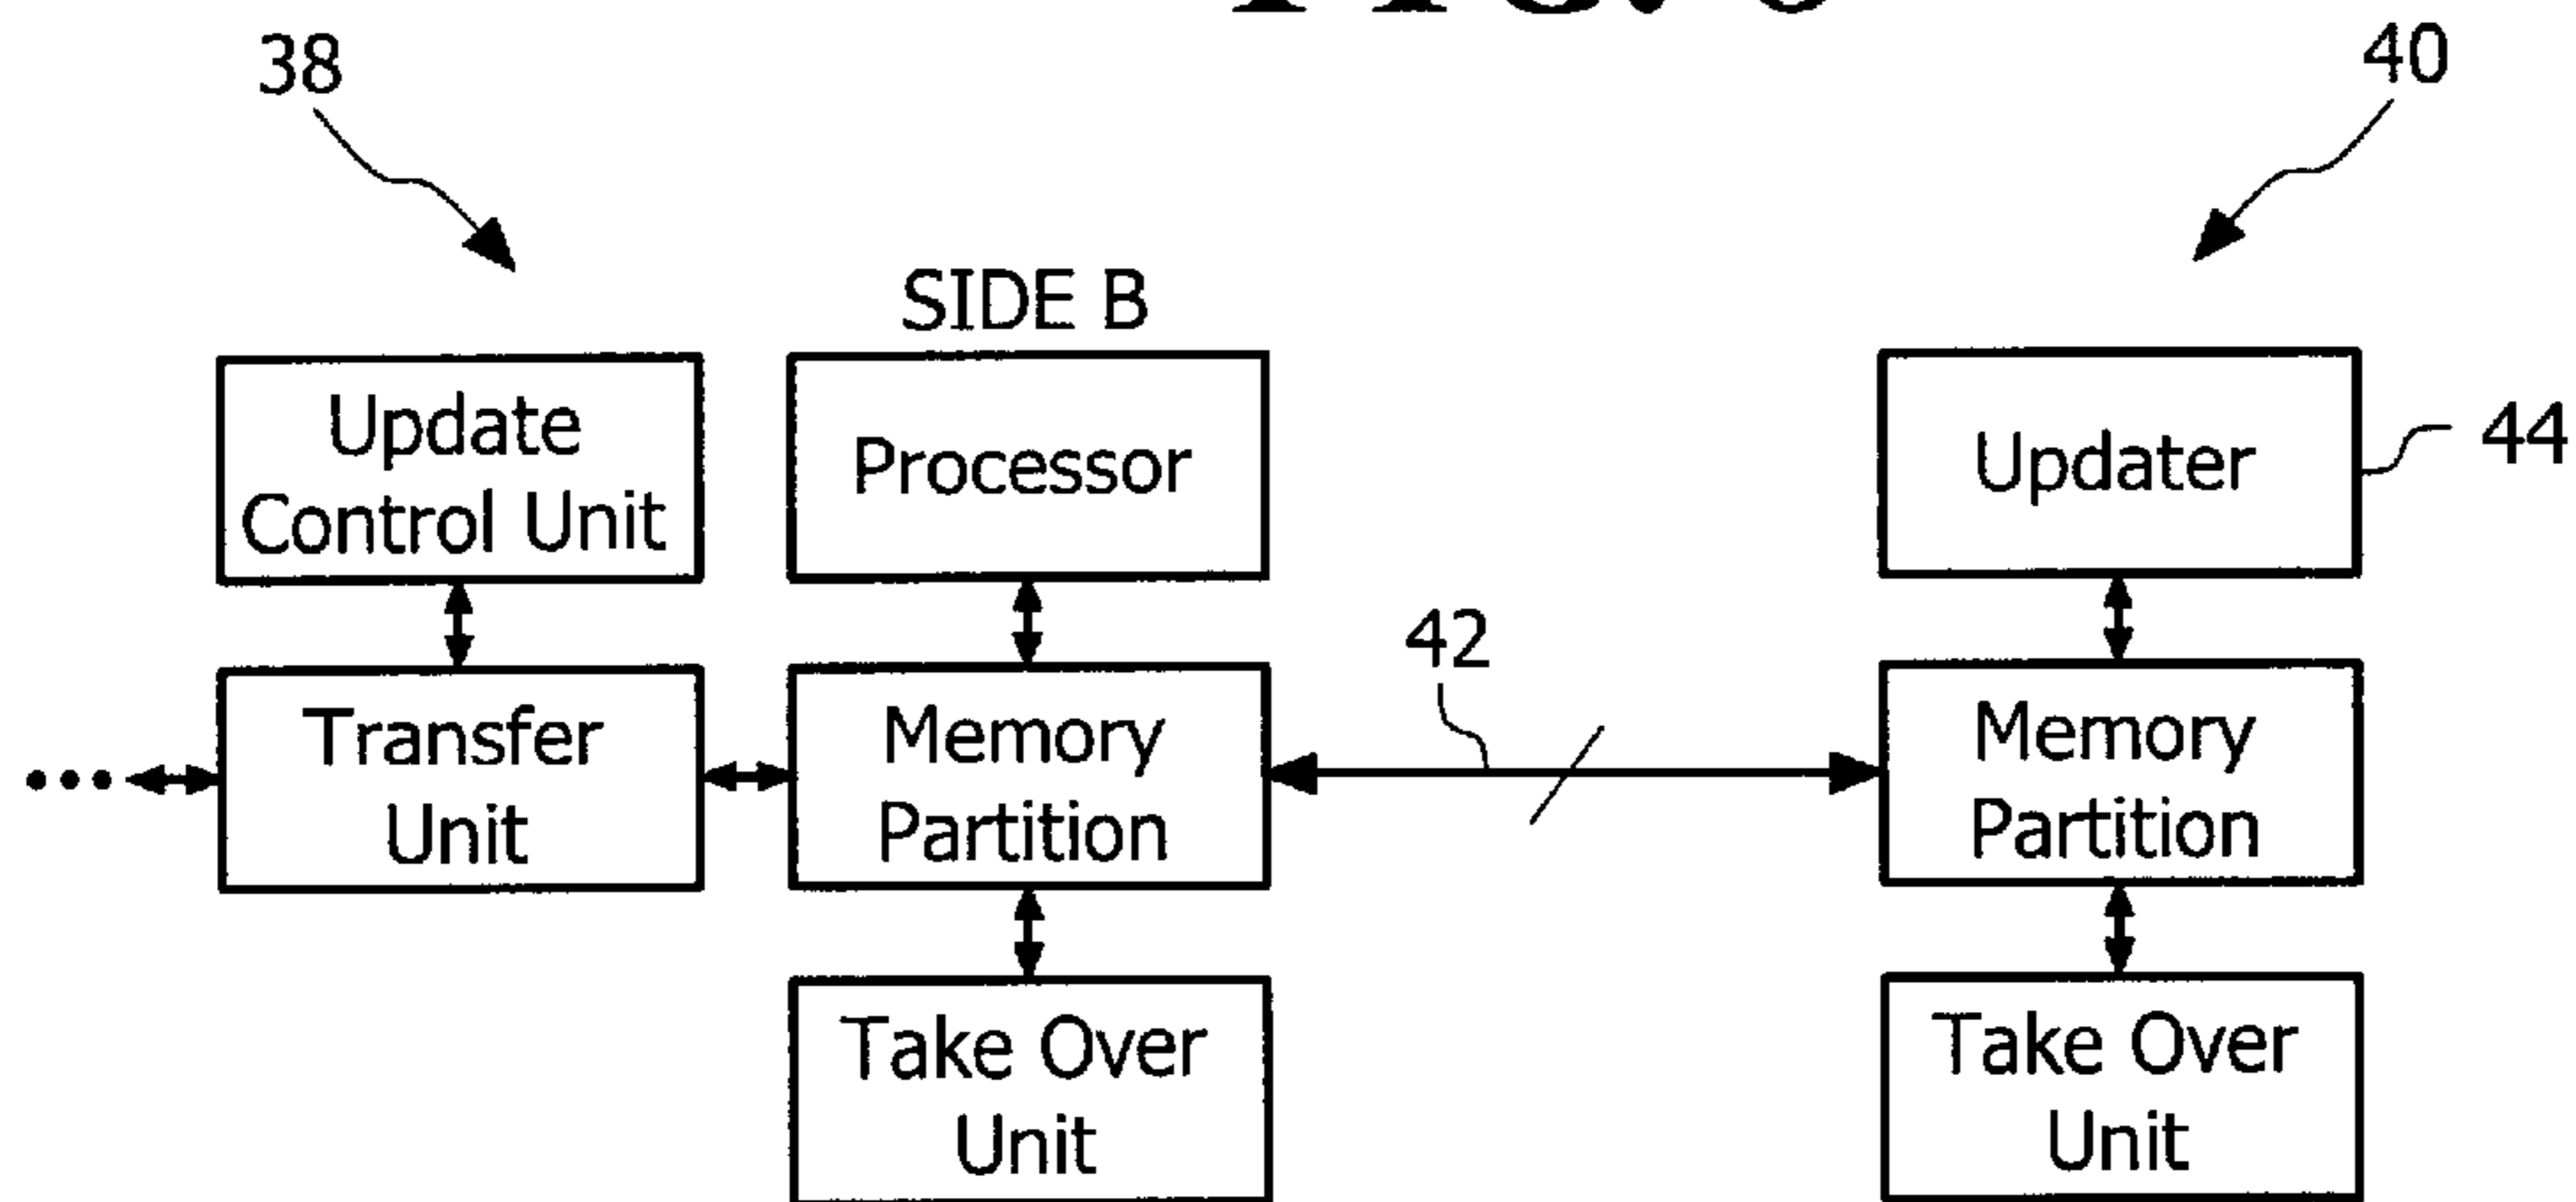 38
40
SIDE B
Update
Control Unit
Processor
Updater
44
42
Transfer
Unit
Memory
Partition
Memory
Partition
Take Over
Unit
Take Over
Unit